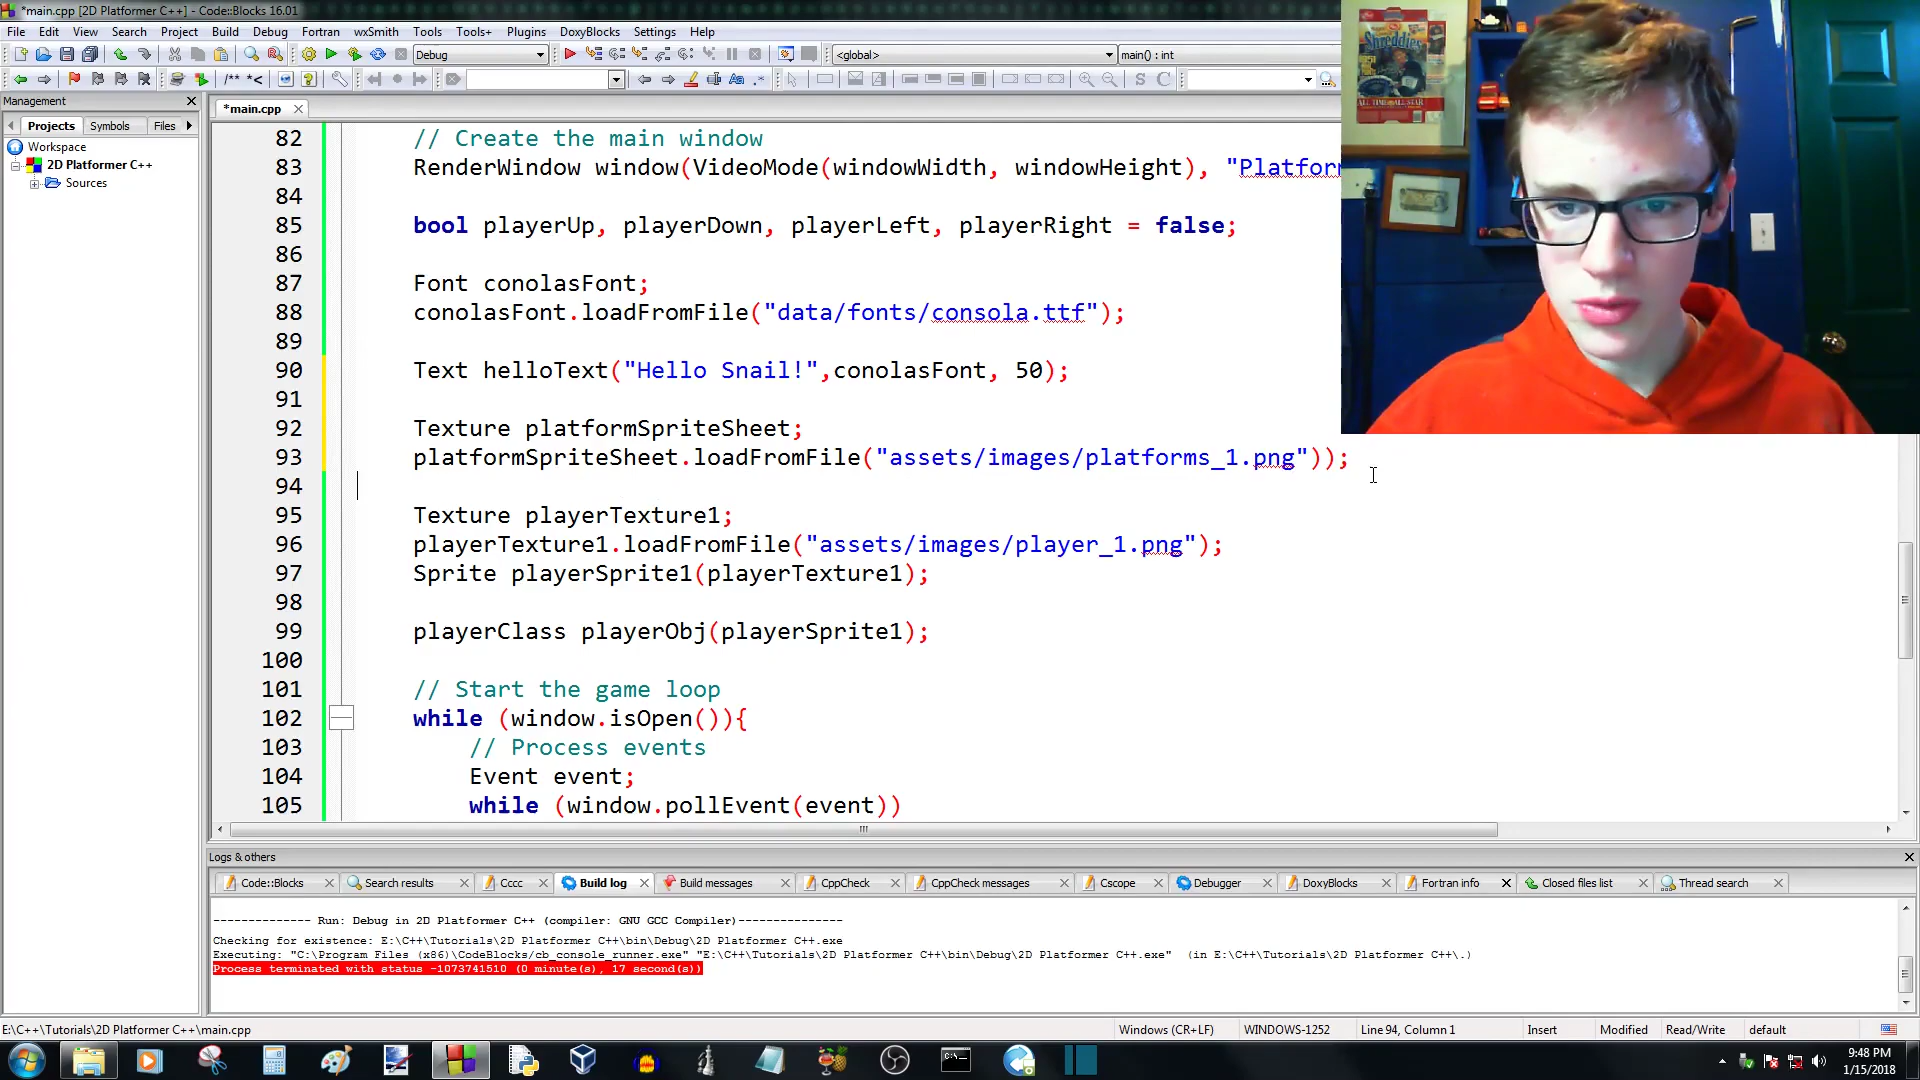 *main.cpp [2D Platformer C++] - Code::Blocks 16.01
File Edit View Search Project Build Debug Fortran wxSmith Tools Tools+ Plugins DoxyBlocks Settings Help
Debug <global> main() : int
/** *<
Management
Projects Symbols Files
Workspace
2D Platformer C++
Sources
*main.cpp
82 // Create the main window
83 RenderWindow window(VideoMode(windowWidth, windowHeight), "Platfor
84
85 bool playerUp, playerDown, playerLeft, playerRight = false;
86
87 Font conolasFont;
88 conolasFont.loadFromFile("data/fonts/consola.ttf");
89
90 Text helloText("Hello Snail!",conolasFont, 50);
91
92 Texture platformSpriteSheet;
93 platformSpriteSheet.loadFromFile("assets/images/platforms_1.png"));
94
95 Texture playerTexture1;
96 playerTexture1.loadFromFile("assets/images/player_1.png");
97 Sprite playerSprite1(playerTexture1);
98
99 playerClass playerObj(playerSprite1);
100
101 // Start the game loop
102 while (window.isOpen()){
103 // Process events
104 Event event;
105 while (window.pollEvent(event))
Shreddies
ALL TIME ALL STAR
Logs & others
Code::Blocks Search results Cccc Build log Build messages CppCheck CppCheck messages Cscope Debugger DoxyBlocks Fortran info Closed files list Thread search
-------------- Run: Debug in 2D Platformer C++ (compiler: GNU GCC Compiler)---------------
Checking for existence: E:\C++\Tutorials\2D Platformer C++\bin\Debug\2D Platformer C++.exe
Executing: "C:\Program Files (x86)\CodeBlocks/cb_console_runner.exe" "E:\C++\Tutorials\2D Platformer C++\bin\Debug\2D Platformer C++.exe" (in E:\C++\Tutorials\2D Platformer C++\.)
Process terminated with status -1073741510 (0 minute(s), 17 second(s))
E:\C++\Tutorials\2D Platformer C++\main.cpp Windows (CR+LF) WINDOWS-1252 Line 94, Column 1 Insert Modified Read/Write default
9:48 PM
1/15/2018